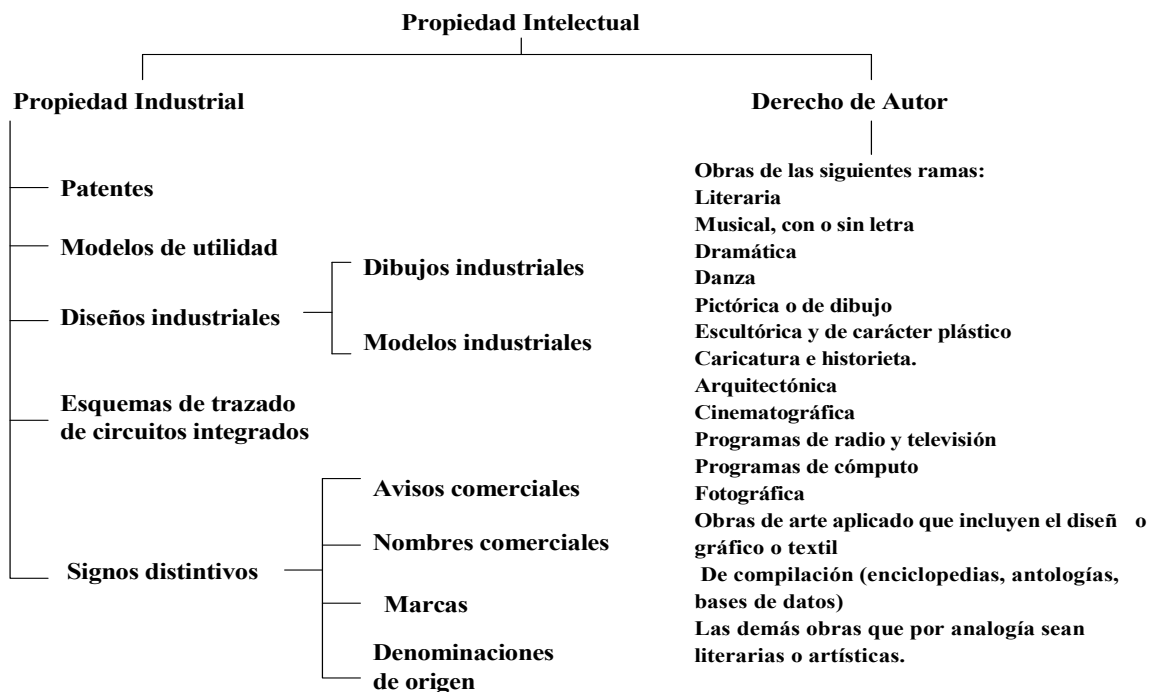 Propiedad Intelectual
Propiedad Industrial
Patentes
Modelos de utilidad
Diseños industriales
Dibujos industriales
Modelos industriales
Esquemas de trazado
de circuitos integrados
Signos distintivos
Avisos comerciales
Nombres comerciales
Marcas
Denominaciones
de origen
Derecho de Autor
Obras de las siguientes ramas:
Literaria
Musical, con o sin letra
Dramática
Danza
Pictórica o de dibujo
Escultórica y de carácter plástico
Caricatura e historieta.
Arquitectónica
Cinematográfica
Programas de radio y televisión
Programas de cómputo
Fotográfica
Obras de arte aplicado que incluyen el diseñ o
gráfico o textil
De compilación (enciclopedias, antologías,
bases de datos)
Las demás obras que por analogía sean
literarias o artísticas.